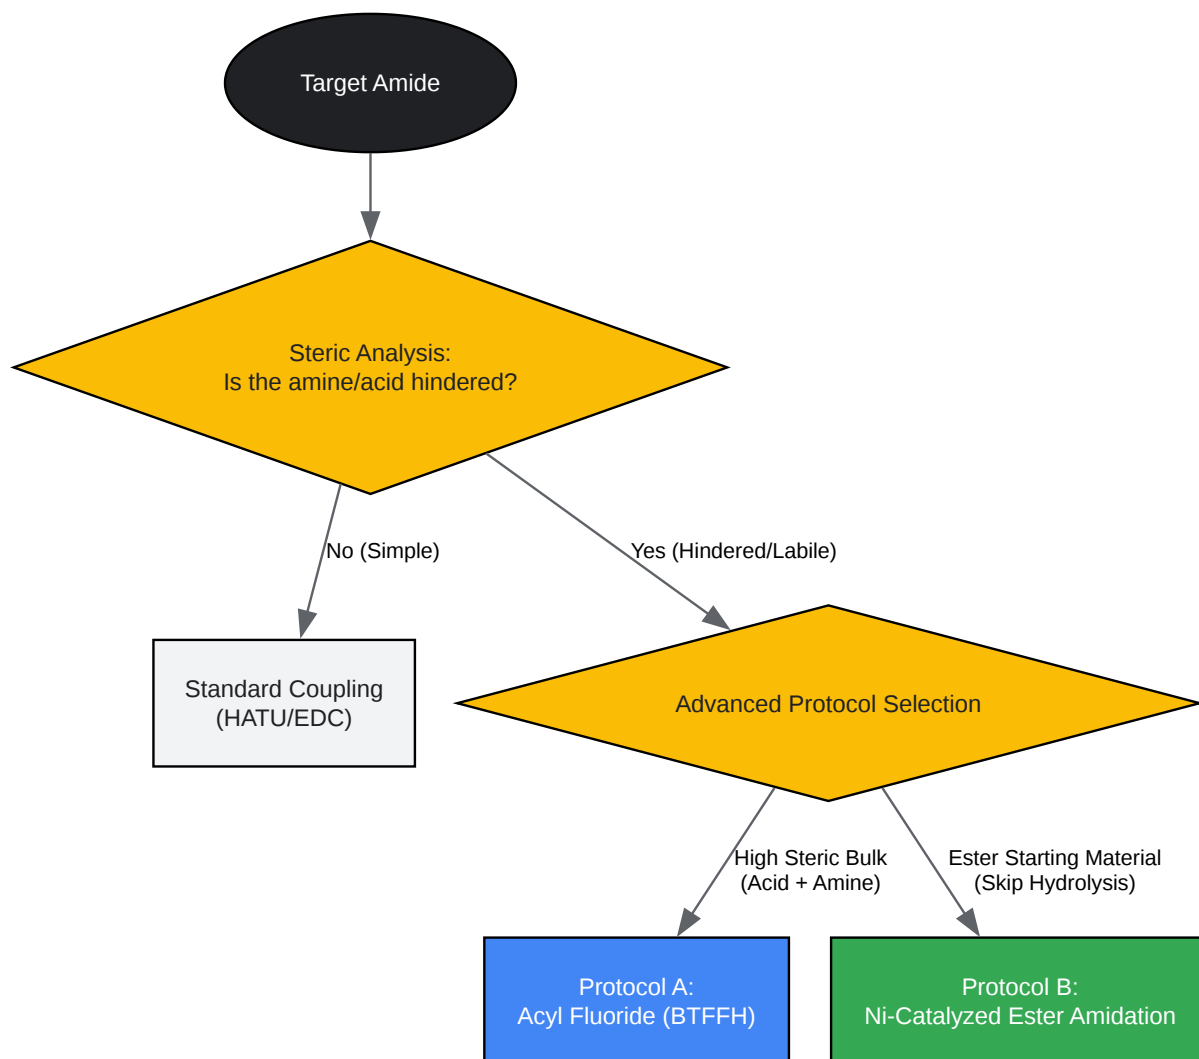 Target Amide
Steric Analysis:
Is the amine/acid hindered?
No (Simple)
Yes (Hindered/Labile)
Standard Coupling
(HATU/EDC)
Advanced Protocol Selection
High Steric Bulk
(Acid + Amine)
Ester Starting Material
(Skip Hydrolysis)
Protocol A:
Acyl Fluoride (BTFFH)
Protocol B:
Ni-Catalyzed Ester Amidation